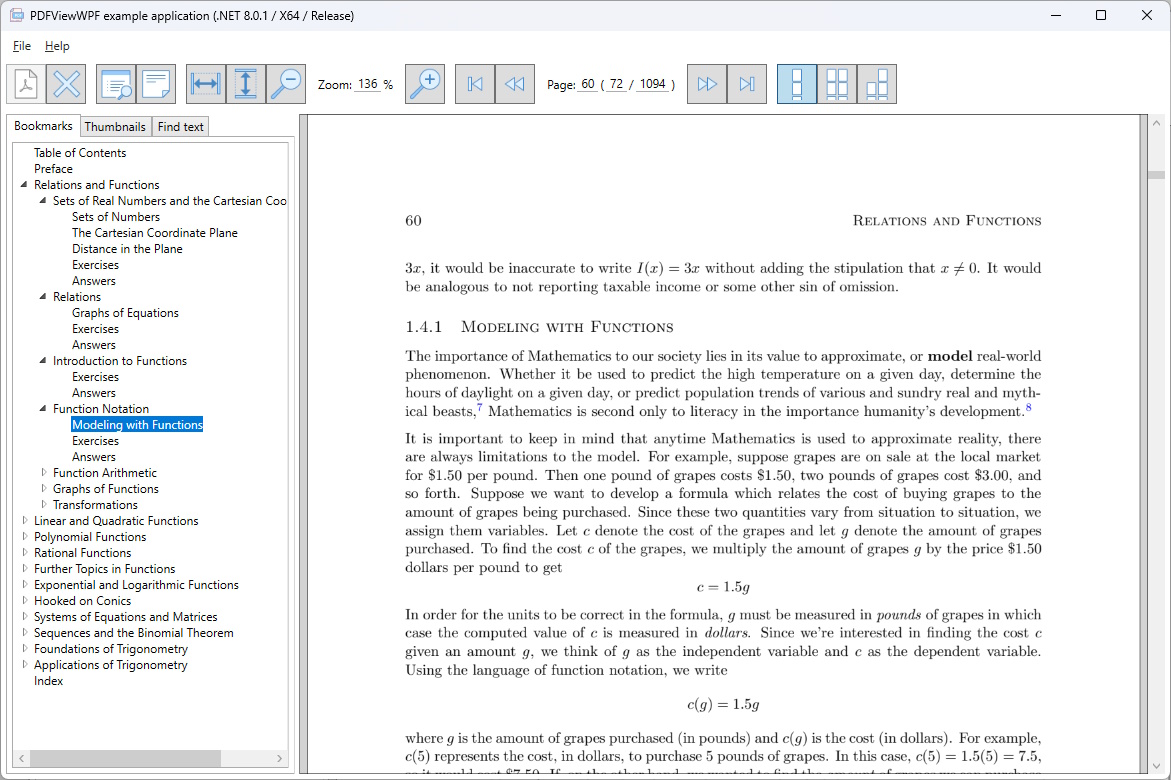 PDFViewWPF example application (.NET 8.0.1 / X64 / Release)
File Help
Zoom: 136 % Page: 60 ( 72 / 1094 )
Bookmarks Thumbnails Find text
Table of Contents
Preface
Relations and Functions
Sets of Real Numbers and the Cartesian Coo
Sets of Numbers
The Cartesian Coordinate Plane
Distance in the Plane
Exercises
Answers
Relations
Graphs of Equations
Exercises
Answers
Introduction to Functions
Exercises
Answers
Function Notation
Modeling with Functions
Exercises
Answers
Function Arithmetic
Graphs of Functions
Transformations
Linear and Quadratic Functions
Polynomial Functions
Rational Functions
Further Topics in Functions
Exponential and Logarithmic Functions
Hooked on Conics
Systems of Equations and Matrices
Sequences and the Binomial Theorem
Foundations of Trigonometry
Applications of Trigonometry
Index
60 Relations and Functions
3x, it would be inaccurate to write I(x) = 3x without adding the stipulation that x ≠ 0. It would
be analogous to not reporting taxable income or some other sin of omission.
1.4.1 Modeling with Functions
The importance of Mathematics to our society lies in its value to approximate, or model real-world
phenomenon. Whether it be used to predict the high temperature on a given day, determine the
hours of daylight on a given day, or predict population trends of various and sundry real and myth-
ical beasts,7 Mathematics is second only to literacy in the importance humanity's development.8
It is important to keep in mind that anytime Mathematics is used to approximate reality, there
are always limitations to the model. For example, suppose grapes are on sale at the local market
for $1.50 per pound. Then one pound of grapes costs $1.50, two pounds of grapes cost $3.00, and
so forth. Suppose we want to develop a formula which relates the cost of buying grapes to the
amount of grapes being purchased. Since these two quantities vary from situation to situation, we
assign them variables. Let c denote the cost of the grapes and let g denote the amount of grapes
purchased. To find the cost c of the grapes, we multiply the amount of grapes g by the price $1.50
dollars per pound to get
c = 1.5g
In order for the units to be correct in the formula, g must be measured in pounds of grapes in which
case the computed value of c is measured in dollars. Since we're interested in finding the cost c
given an amount g, we think of g as the independent variable and c as the dependent variable.
Using the language of function notation, we write
c(g) = 1.5g
where g is the amount of grapes purchased (in pounds) and c(g) is the cost (in dollars). For example,
c(5) represents the cost, in dollars, to purchase 5 pounds of grapes. In this case, c(5) = 1.5(5) = 7.5,